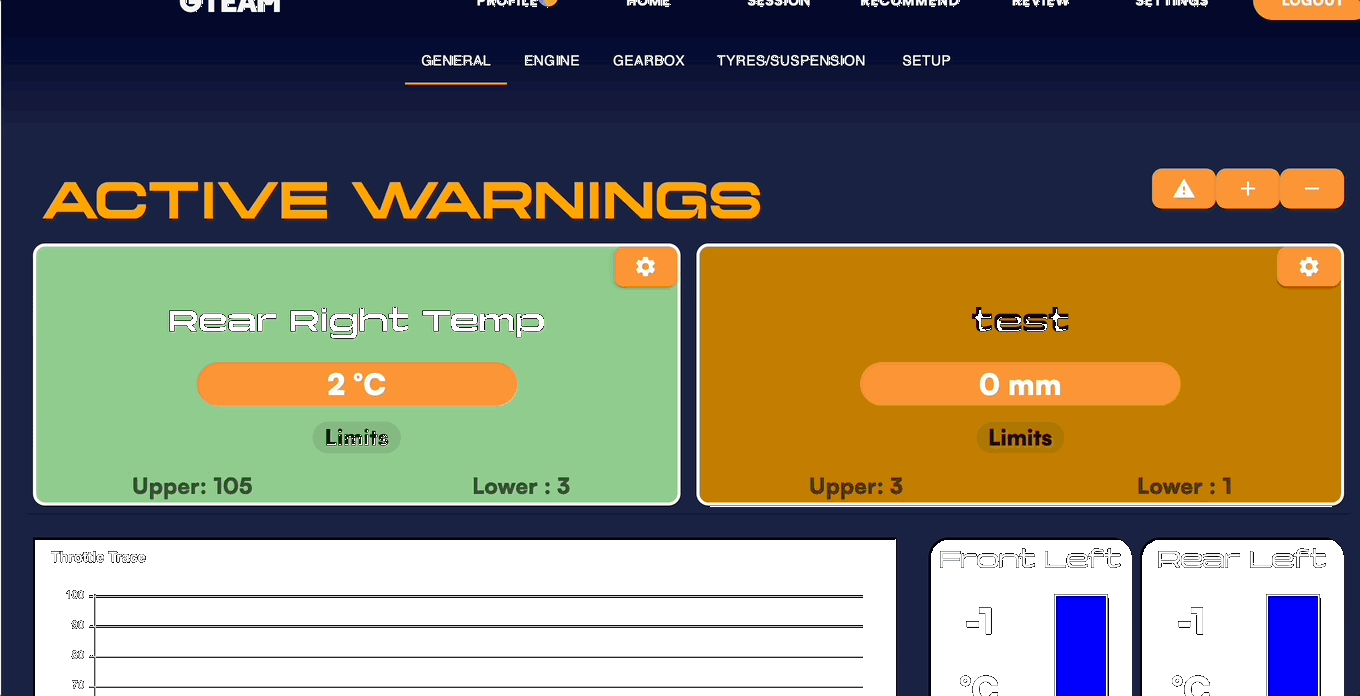 GTEAM PROFILE HOME SESSION RECOMMEND REVIEW SETTINGS LOGOUT
GENERAL ENGINE GEARBOX TYRES/SUSPENSION SETUP
ACTIVE WARNINGS
+ −
Rear Right Temp
2 °C
Limits
Upper: 105 Lower : 3
test
0 mm
Limits
Upper: 3 Lower : 1
Throttle Trace
100
90
80
70
Front Left
-1
°C
Rear Left
-1
°C